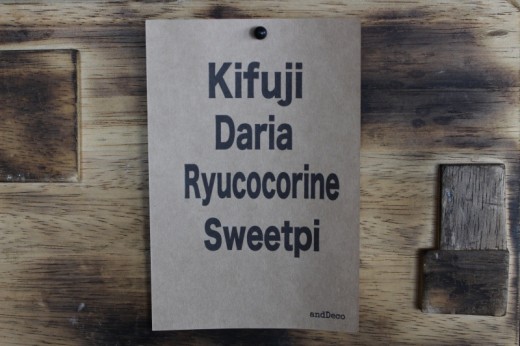 Kifuji
Daria
Ryucocorine
Sweetpi
andDeco